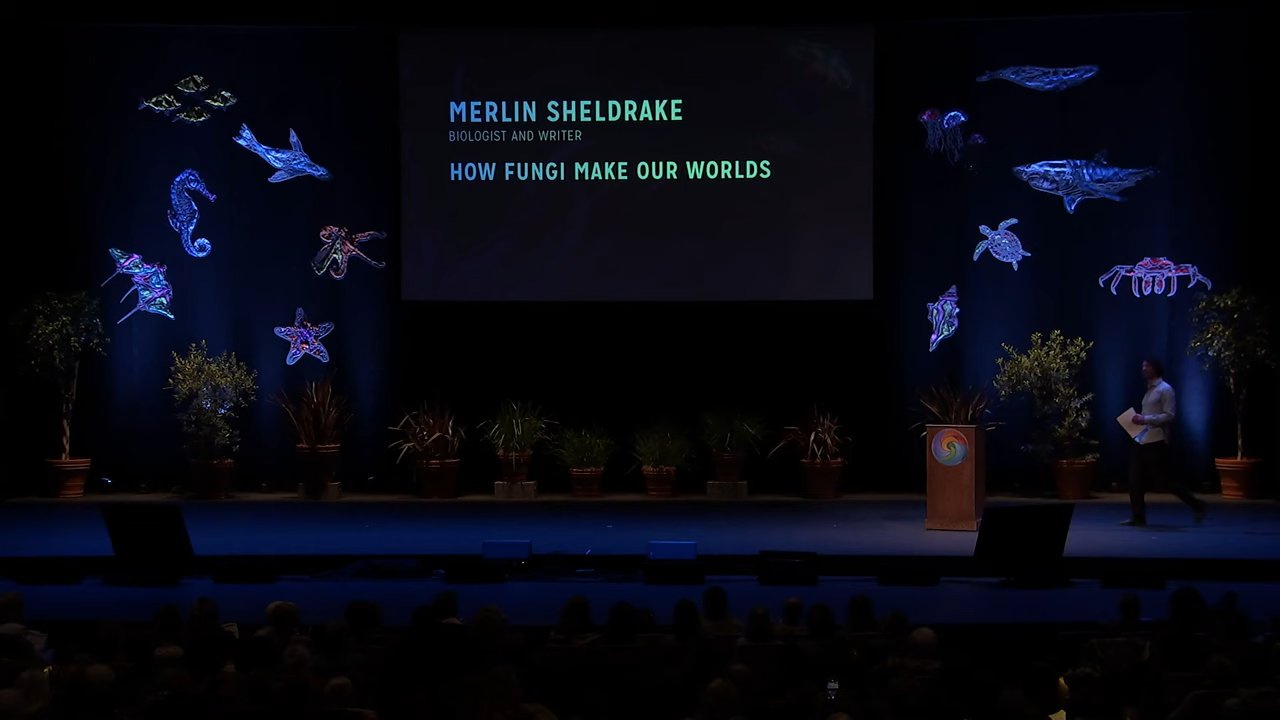 MERLIN SHELDRAKE
BIOLOGIST AND WRITER
HOW FUNGI MAKE OUR WORLDS